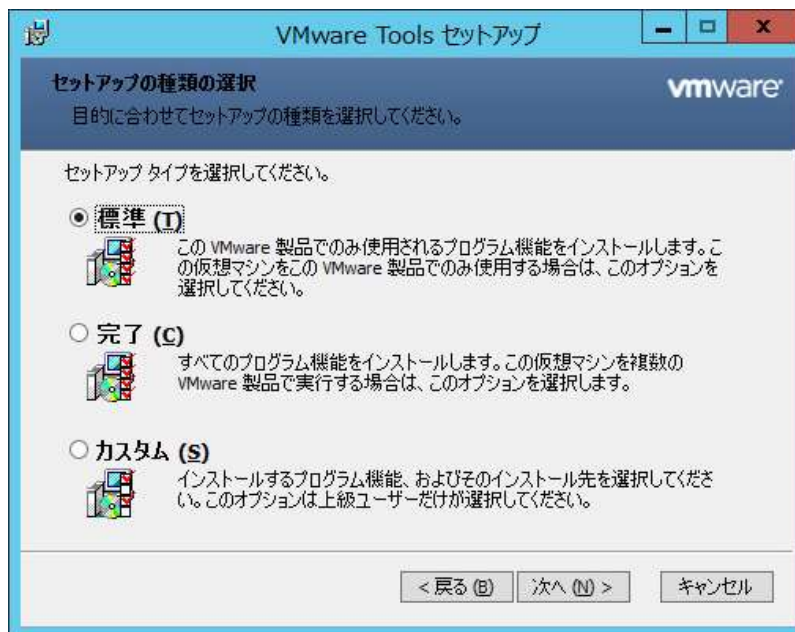 VMware Tools セットアップ
セットアップの種類の選択
vmware
目的に合わせてセットアップの種類を選択してください。
セットアップ タイプを選択してください。
標準 (T)
この VMware 製品でのみ使用されるプログラム機能をインストールします。こ
の仮想マシンをこの VMware 製品でのみ使用する場合は、このオプションを
選択してください。
完了 (C)
すべてのプログラム機能をインストールします。この仮想マシンを複数の
VMware 製品で実行する場合は、このオプションを選択します。
カスタム (S)
インストールするプログラム機能、およびそのインストール先を選択してくださ
い。このオプションは上級ユーザーだけが選択してください。
< 戻る (B)
次へ (N) >
キャンセル